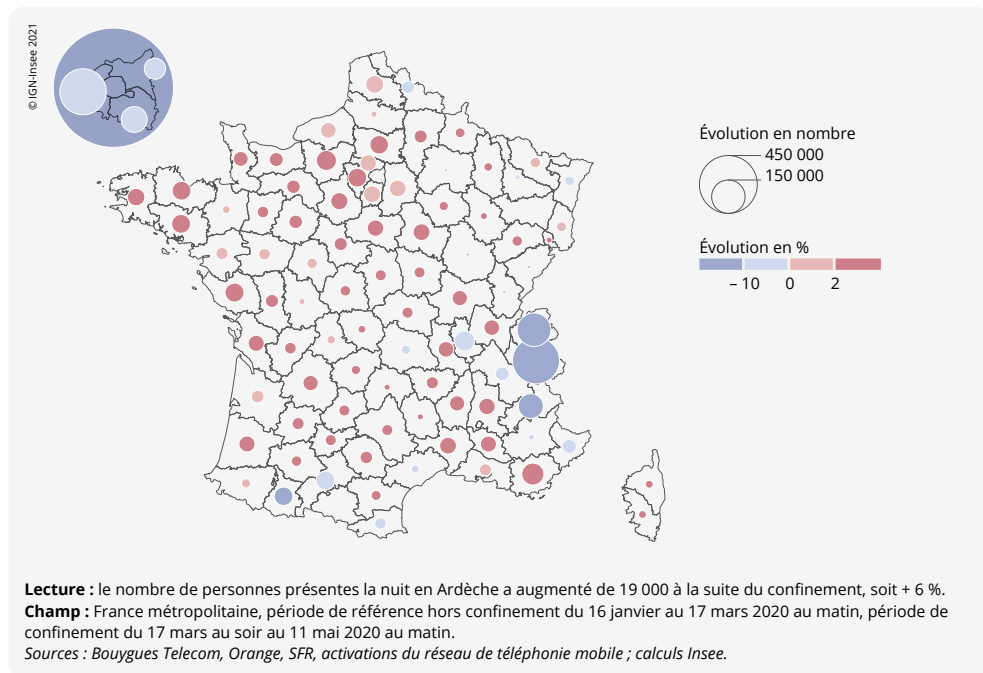 © IGN-Insee 2021
Évolution en nombre
450 000
150 000
Évolution en %
– 10 0 2
Lecture : le nombre de personnes présentes la nuit en Ardèche a augmenté de 19 000 à la suite du confinement, soit + 6 %.
Champ : France métropolitaine, période de référence hors confinement du 16 janvier au 17 mars 2020 au matin, période de
confinement du 17 mars au soir au 11 mai 2020 au matin.
Sources : Bouygues Telecom, Orange, SFR, activations du réseau de téléphonie mobile ; calculs Insee.